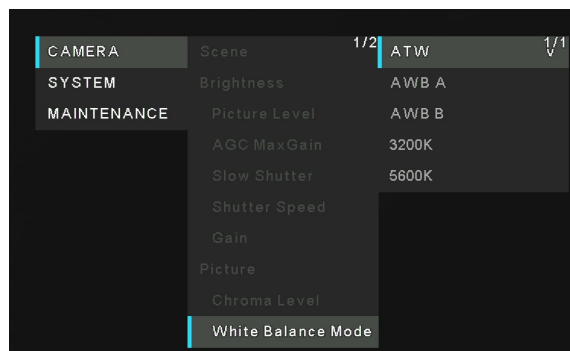 CAMERA
SYSTEM
MAINTENANCE
Scene 1/2
Brightness
Picture Level
AGC MaxGain
Slow Shutter
Shutter Speed
Gain
Picture
Chroma Level
White Balance Mode
ATW 1/1
AWB A
AWB B
3200K
5600K